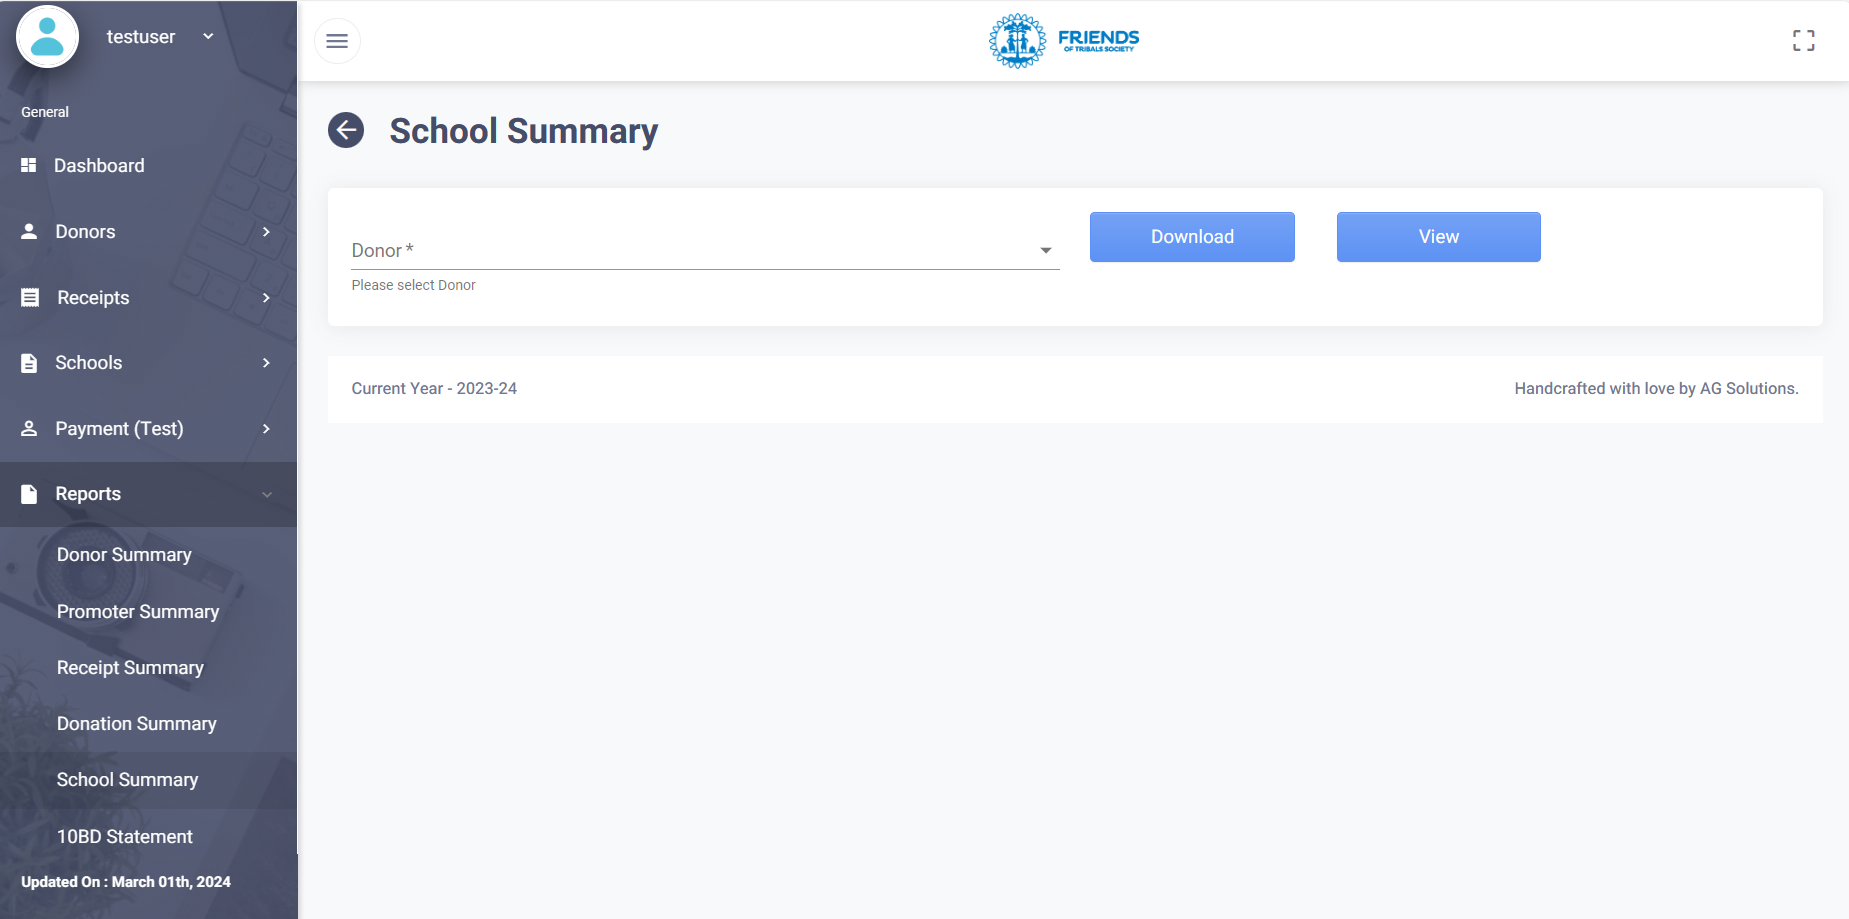 testuser
General
Dashboard
Donors
Receipts
Schools
Payment (Test)
Reports
Donor Summary
Promoter Summary
Receipt Summary
Donation Summary
School Summary
10BD Statement
Updated On : March 01th, 2024
FRIENDS
OF TRIBALS SOCIETY
School Summary
Donor *
Please select Donor
Download
View
Current Year - 2023-24
Handcrafted with love by AG Solutions.